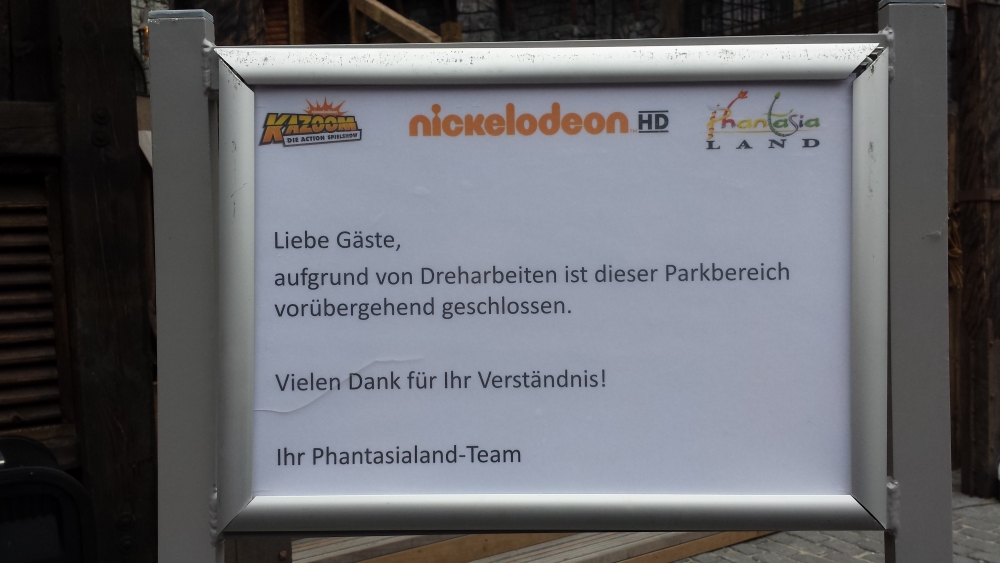 KAZOOM
DIE ACTION SPIELSHOW
nickelodeon HD
Phantasia
LAND
Liebe Gäste,
aufgrund von Dreharbeiten ist dieser Parkbereich
vorübergehend geschlossen.
Vielen Dank für Ihr Verständnis!
Ihr Phantasialand-Team